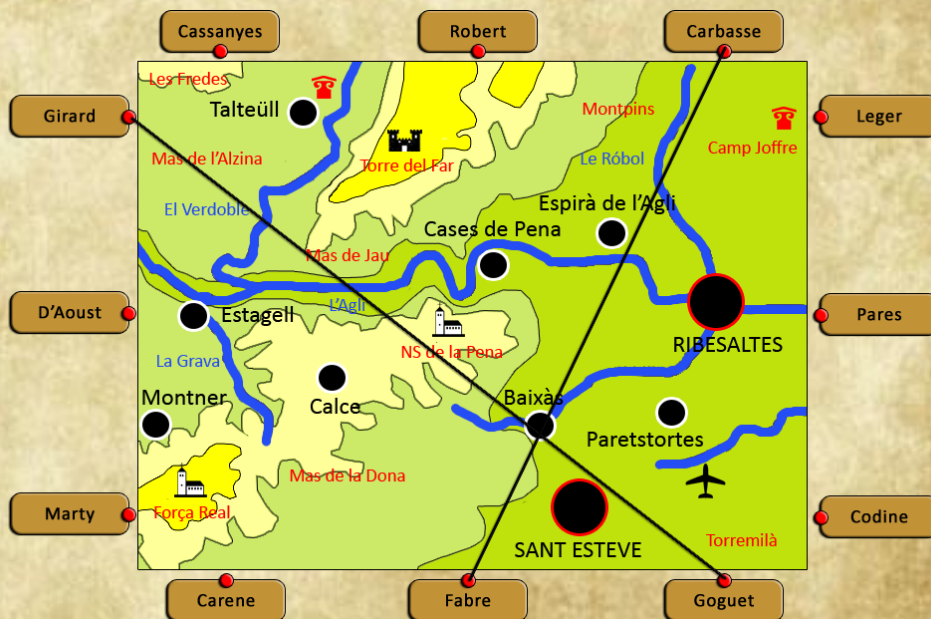 Cassanyes
Robert
Carbasse
Les Fredes
Talteüll
Girard
Montpins
Leger
Camp Joffre
Mas de l'Alzina
Torre del Far
Le Róbol
El Verdoble
Espirà de l'Agli
Cases de Pena
Mas de Jau
D'Aoust
Estagell
L'Agli
Pares
NS de la Pena
RIBESALTES
La Grava
Montner
Calce
Baixàs
Paretstortes
Mas de la Dona
Marty
Força Real
Codine
SANT ESTEVE
Torremilà
Carene
Fabre
Goguet